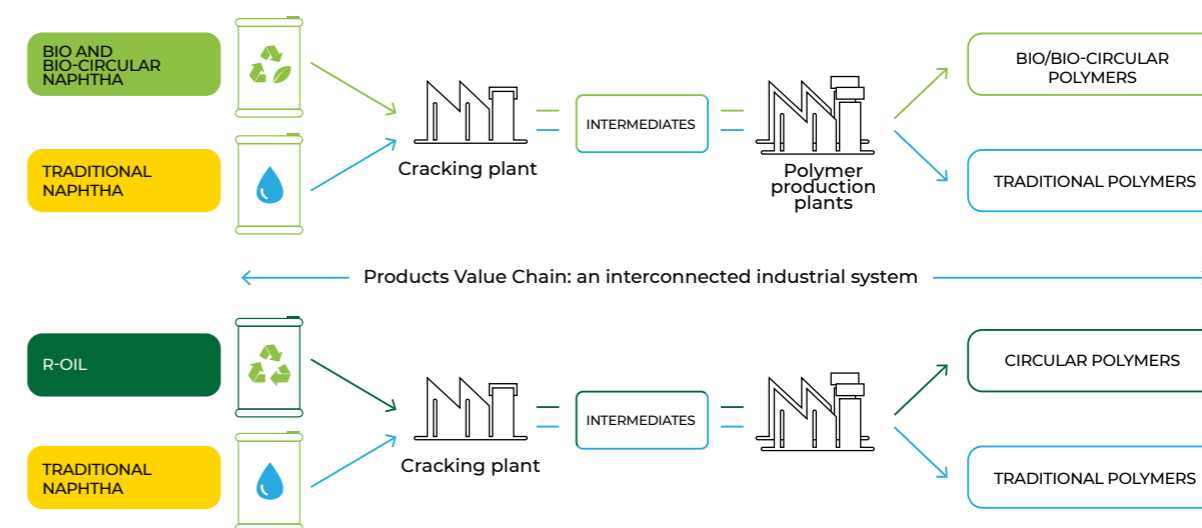 BIO AND
BIO-CIRCULAR
NAPHTHA
BIO/BIO-CIRCULAR
POLYMERS
INTERMEDIATES
Cracking plant
Polymer
production
plants
TRADITIONAL
NAPHTHA
TRADITIONAL POLYMERS
Products Value Chain: an interconnected industrial system
R-OIL
CIRCULAR POLYMERS
INTERMEDIATES
Cracking plant
TRADITIONAL
NAPHTHA
TRADITIONAL POLYMERS